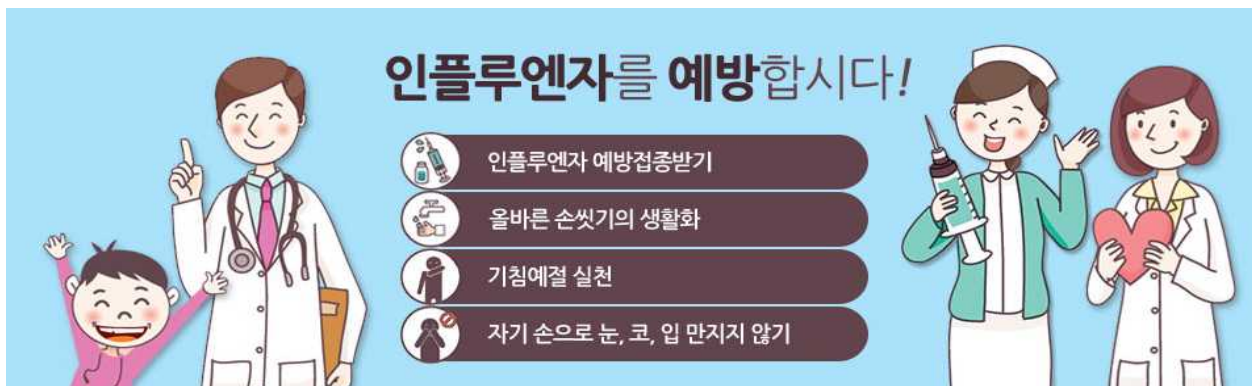 인플루엔자를 예방합시다!
인플루엔자 예방접종받기
올바른 손씻기의 생활화
기침예절 실천
자기 손으로 눈, 코, 입 만지지 않기